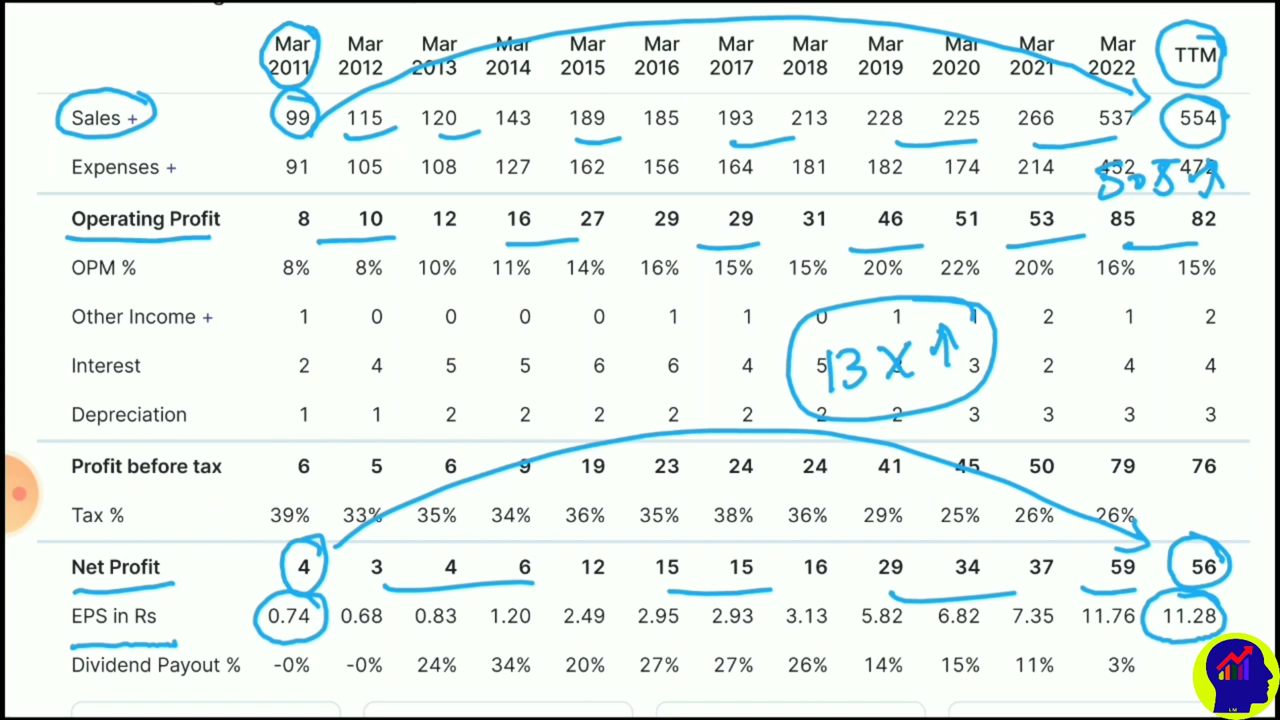 Mar Mar Mar Mar Mar Mar Mar Mar Mar Mar Mar Mar TTM
2011 2012 2013 2014 2015 2016 2017 2018 2019 2020 2021 2022
Sales + 99 115 120 143 189 185 193 213 228 225 266 537 554
Expenses + 91 105 108 127 162 156 164 181 182 174 214 452 472
Operating Profit 8 10 12 16 27 29 29 31 46 51 53 85 82
OPM % 8% 8% 10% 11% 14% 16% 15% 15% 20% 22% 20% 16% 15%
Other Income + 1 0 0 0 0 1 1 0 1 1 2 1 2
13 X ↑
Interest 2 4 5 5 6 6 4 5 3 3 2 4 4
Depreciation 1 1 2 2 2 2 2 2 2 3 3 3 3
Profit before tax 6 5 6 9 19 23 24 24 41 45 50 79 76
Tax % 39% 33% 35% 34% 36% 35% 38% 36% 29% 25% 26% 26%
Net Profit 4 3 4 6 12 15 15 16 29 34 37 59 56
EPS in Rs 0.74 0.68 0.83 1.20 2.49 2.95 2.93 3.13 5.82 6.82 7.35 11.76 11.28
Dividend Payout % -0% -0% 24% 34% 20% 27% 27% 26% 14% 15% 11% 3%